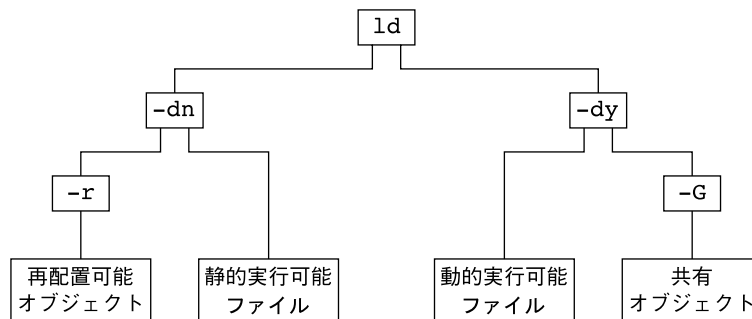 ld
-dn
-dy
-r
-G
再配置可能
オブジェクト
静的実行可能
ファイル
動的実行可能
ファイル
共有
オブジェクト